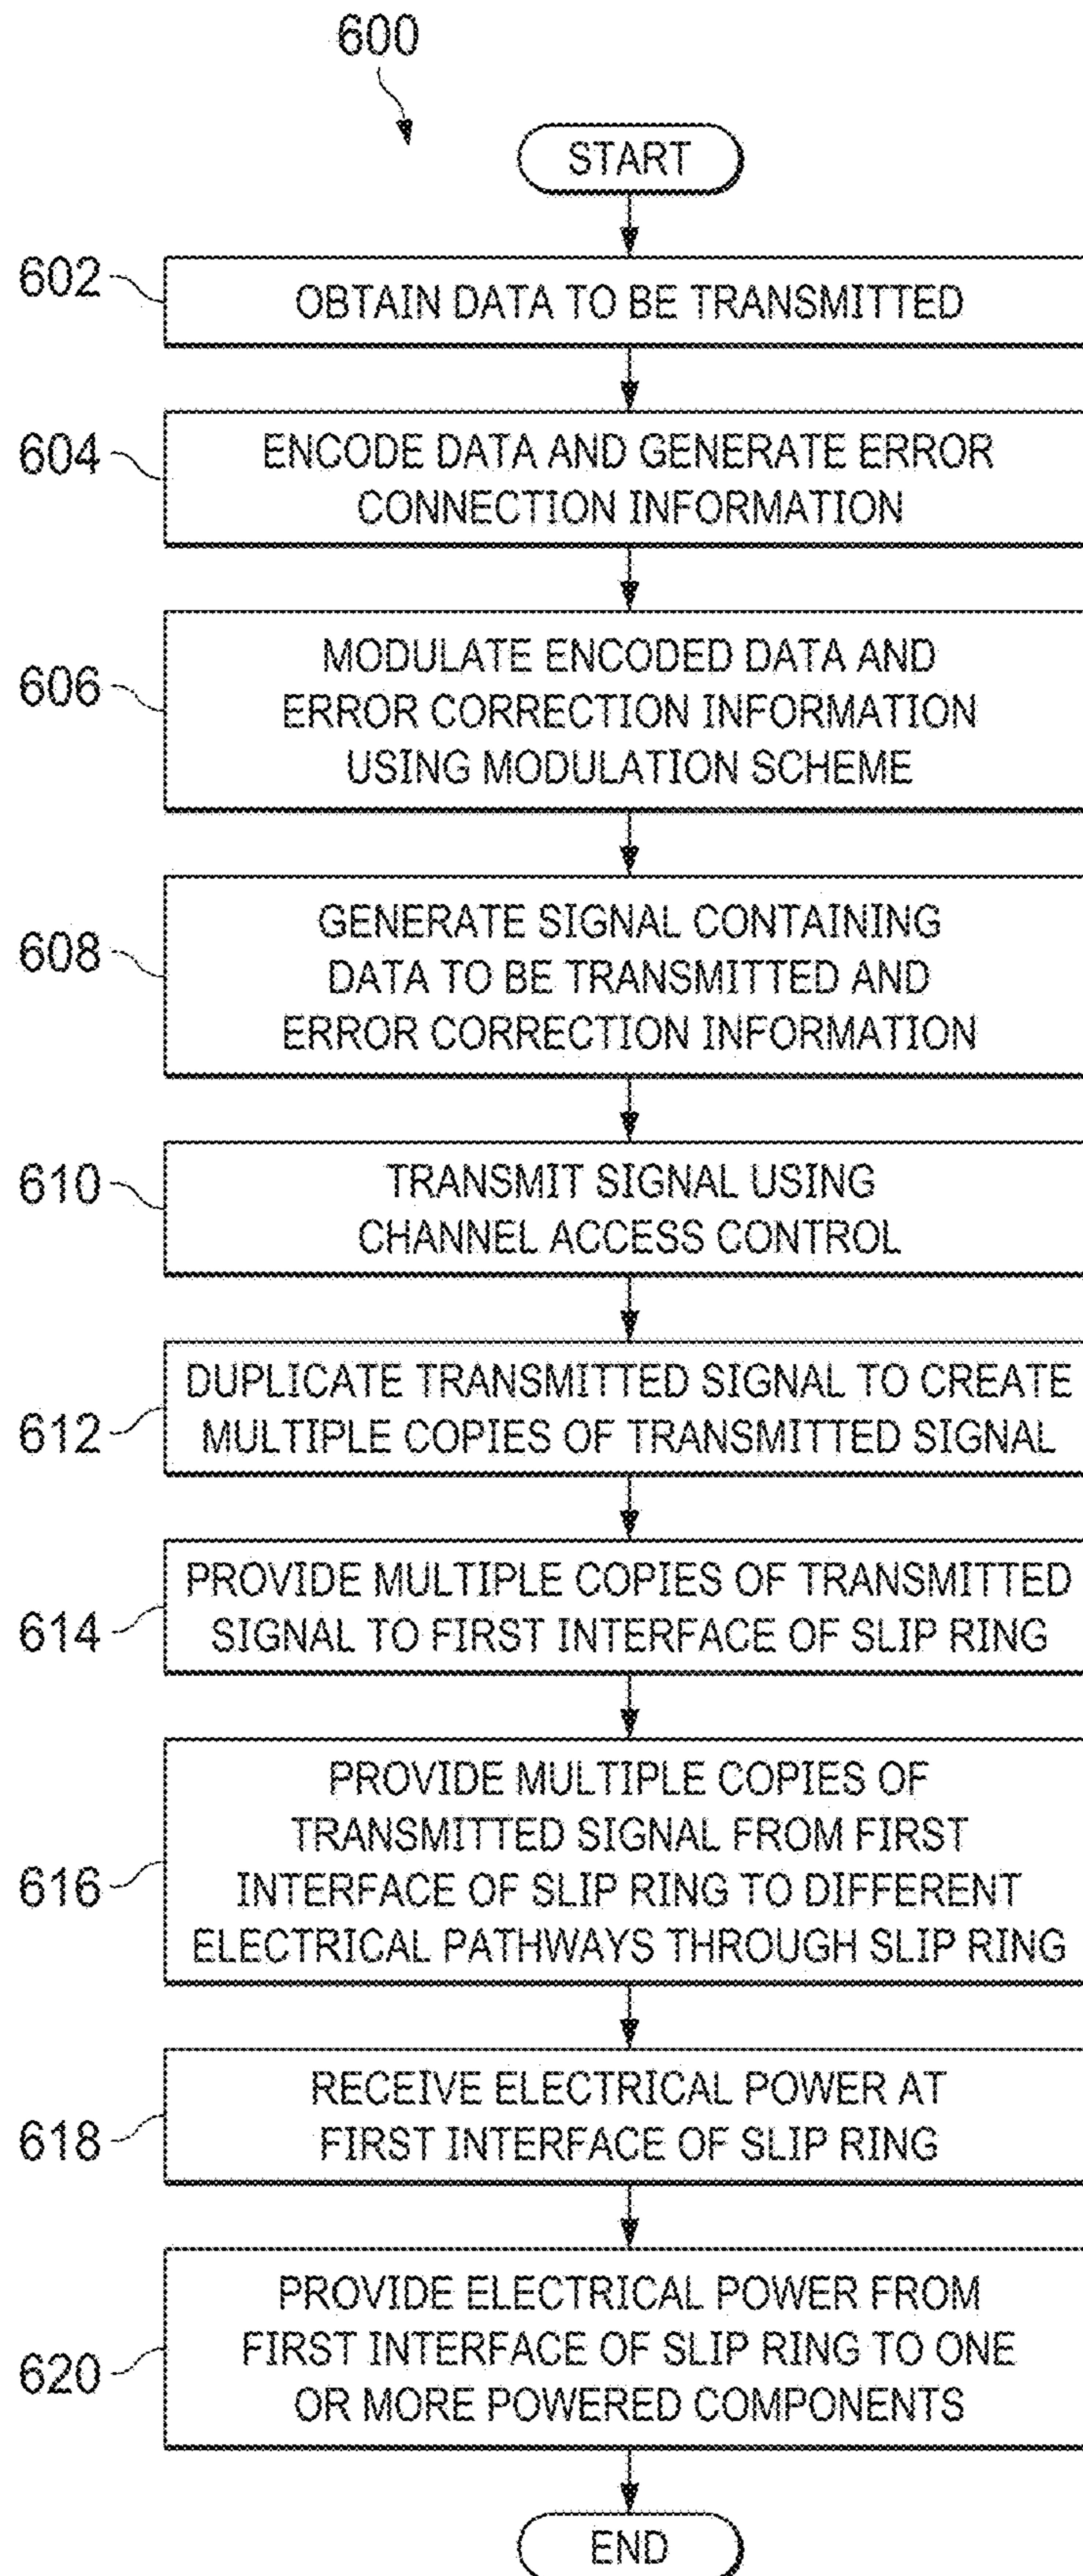 600
START
602
OBTAIN DATA TO BE TRANSMITTED
604
ENCODE DATA AND GENERATE ERROR
CONNECTION INFORMATION
606
MODULATE ENCODED DATA AND
ERROR CORRECTION INFORMATION
USING MODULATION SCHEME
608
GENERATE SIGNAL CONTAINING
DATA TO BE TRANSMITTED AND
ERROR CORRECTION INFORMATION
610
TRANSMIT SIGNAL USING
CHANNEL ACCESS CONTROL
612
DUPLICATE TRANSMITTED SIGNAL TO CREATE
MULTIPLE COPIES OF TRANSMITTED SIGNAL
614
PROVIDE MULTIPLE COPIES OF TRANSMITTED
SIGNAL TO FIRST INTERFACE OF SLIP RING
616
PROVIDE MULTIPLE COPIES OF
TRANSMITTED SIGNAL FROM FIRST
INTERFACE OF SLIP RING TO DIFFERENT
ELECTRICAL PATHWAYS THROUGH SLIP RING
618
RECEIVE ELECTRICAL POWER AT
FIRST INTERFACE OF SLIP RING
620
PROVIDE ELECTRICAL POWER FROM
FIRST INTERFACE OF SLIP RING TO ONE
OR MORE POWERED COMPONENTS
END